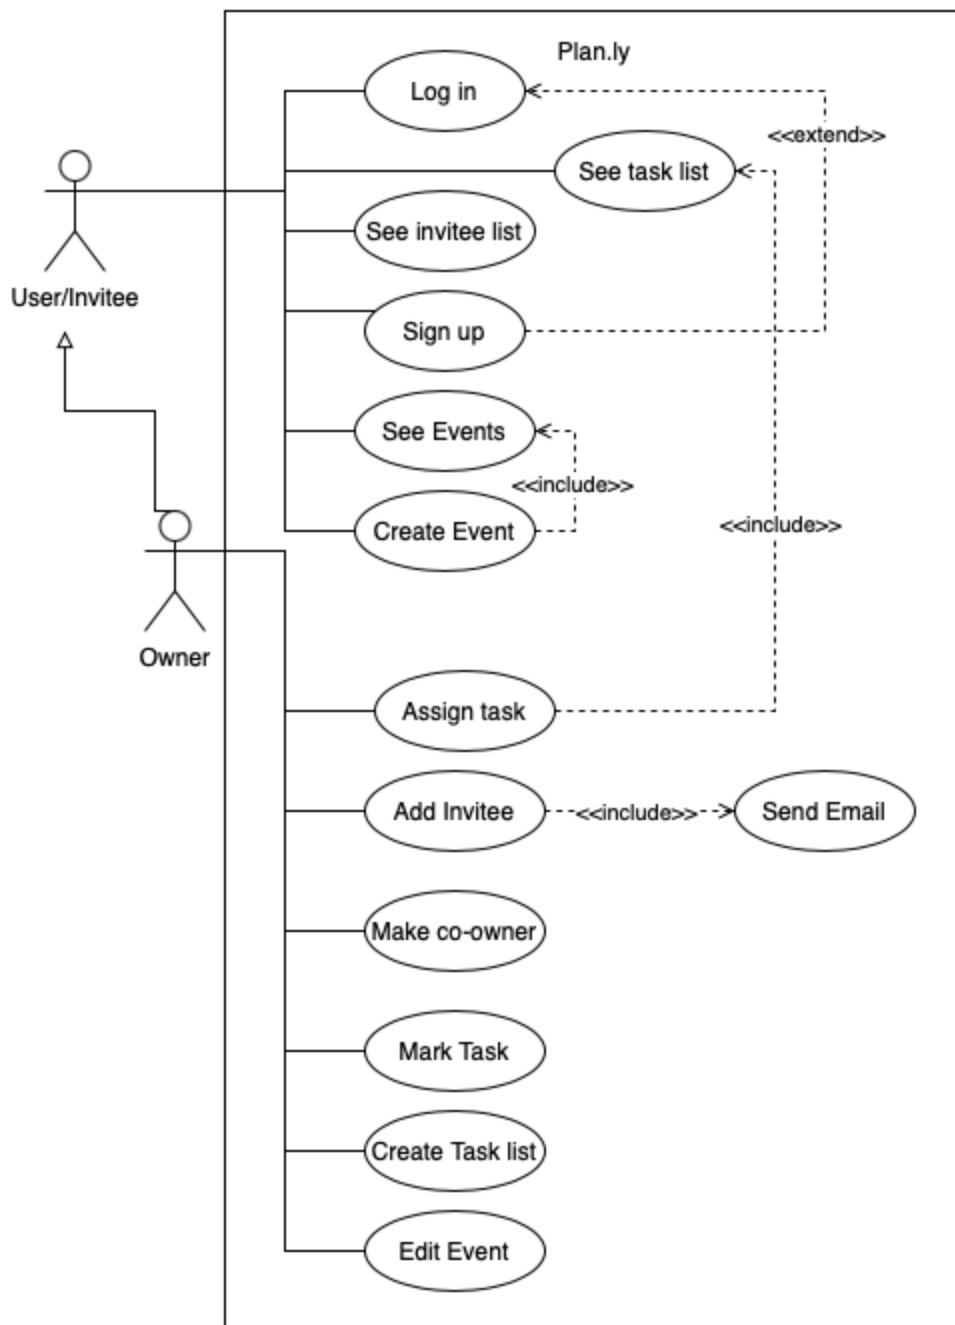 Plan.ly
Log in
<<extend>>
See task list
See invitee list
User/Invitee
Sign up
See Events
<<include>>
Create Event
<<include>>
Owner
Assign task
Add Invitee
<<include>>
Send Email
Make co-owner
Mark Task
Create Task list
Edit Event